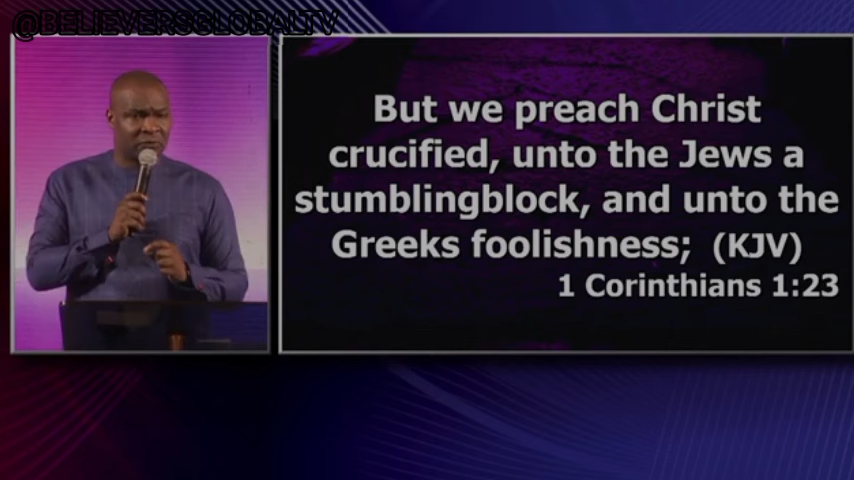 @BELIEVERSGLOBALTV
But we preach Christ
crucified, unto the Jews a
stumblingblock, and unto the
Greeks foolishness; (KJV)
1 Corinthians 1:23